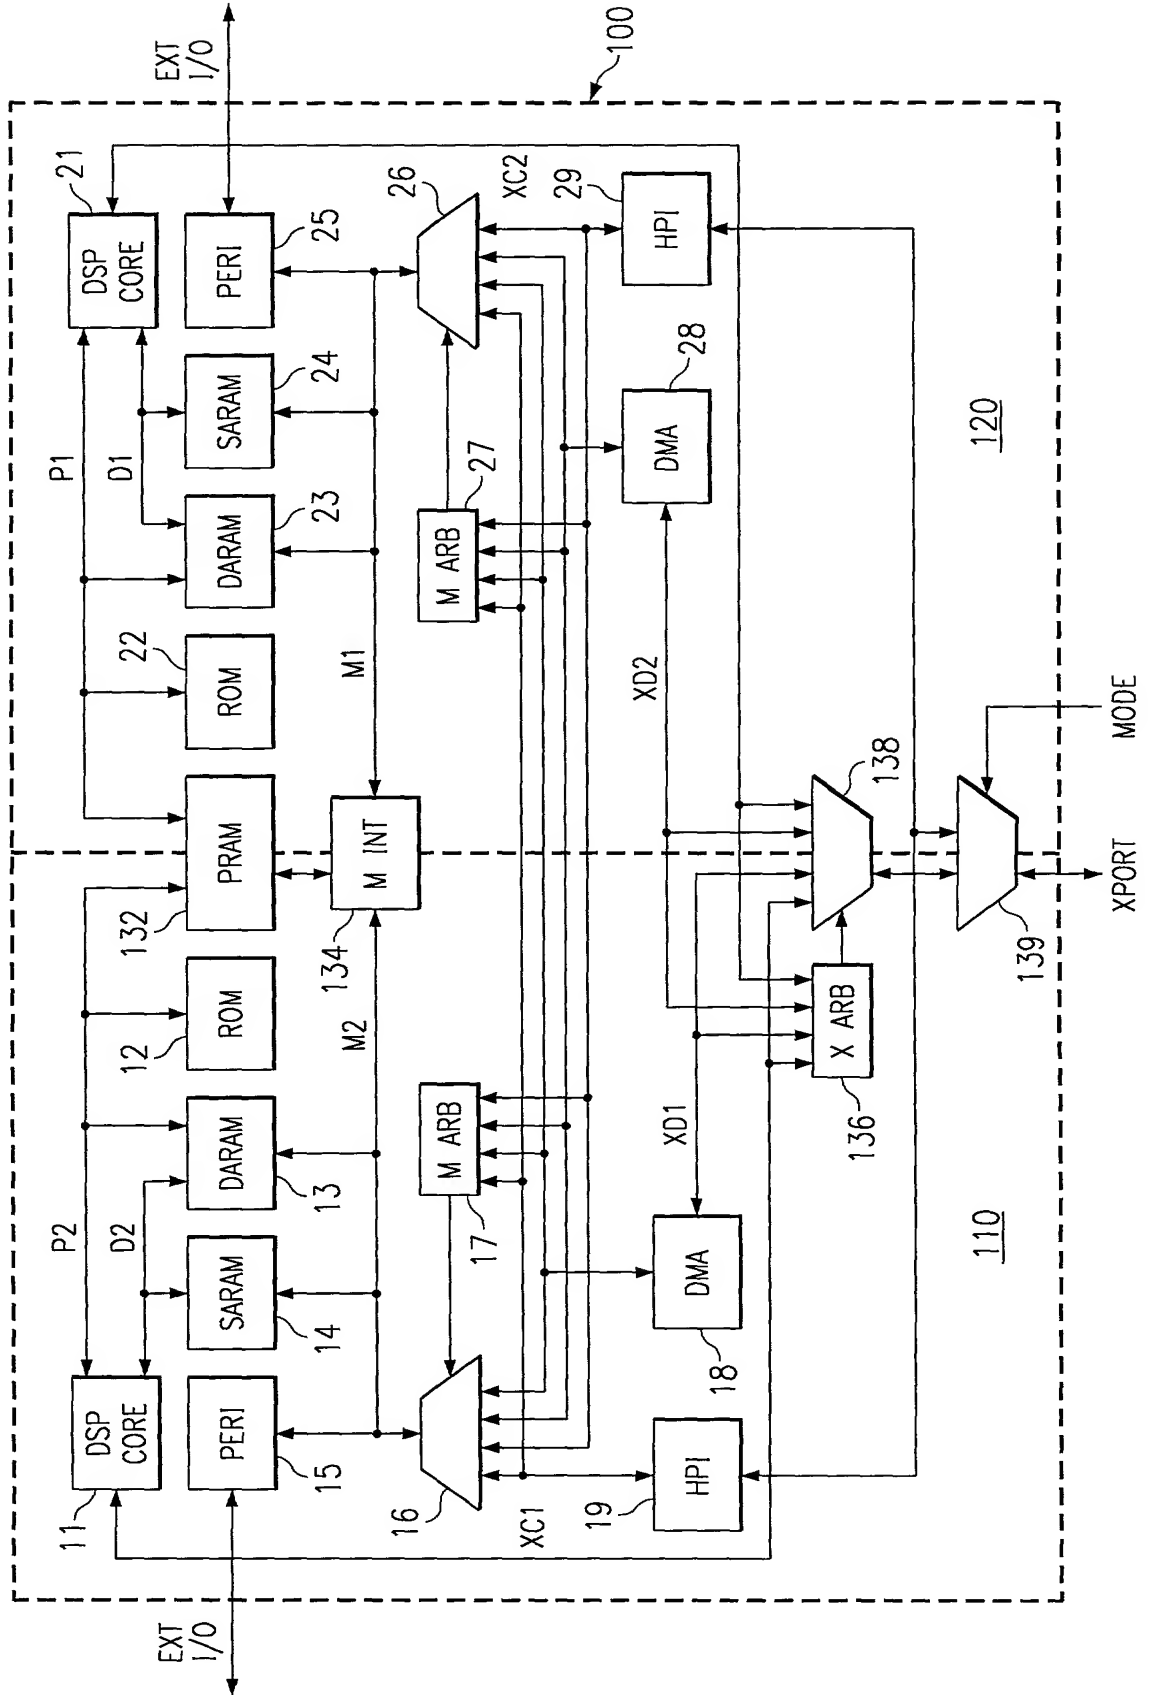 EXT
I/O
100
DSP
CORE
21
PERI
25
SARAM
24
DARAM
23
ROM
22
PRAM
132
ROM
12
DARAM
13
SARAM
14
PERI
15
DSP
CORE
11
EXT
I/O
P1
D1
P2
D2
M1
M2
M INT
134
26
M ARB
27
M ARB
17
16
XC2
XC1
HPI
29
DMA
28
DMA
18
HPI
19
XD2
XD1
138
X ARB
136
139
120
110
MODE
XPORT